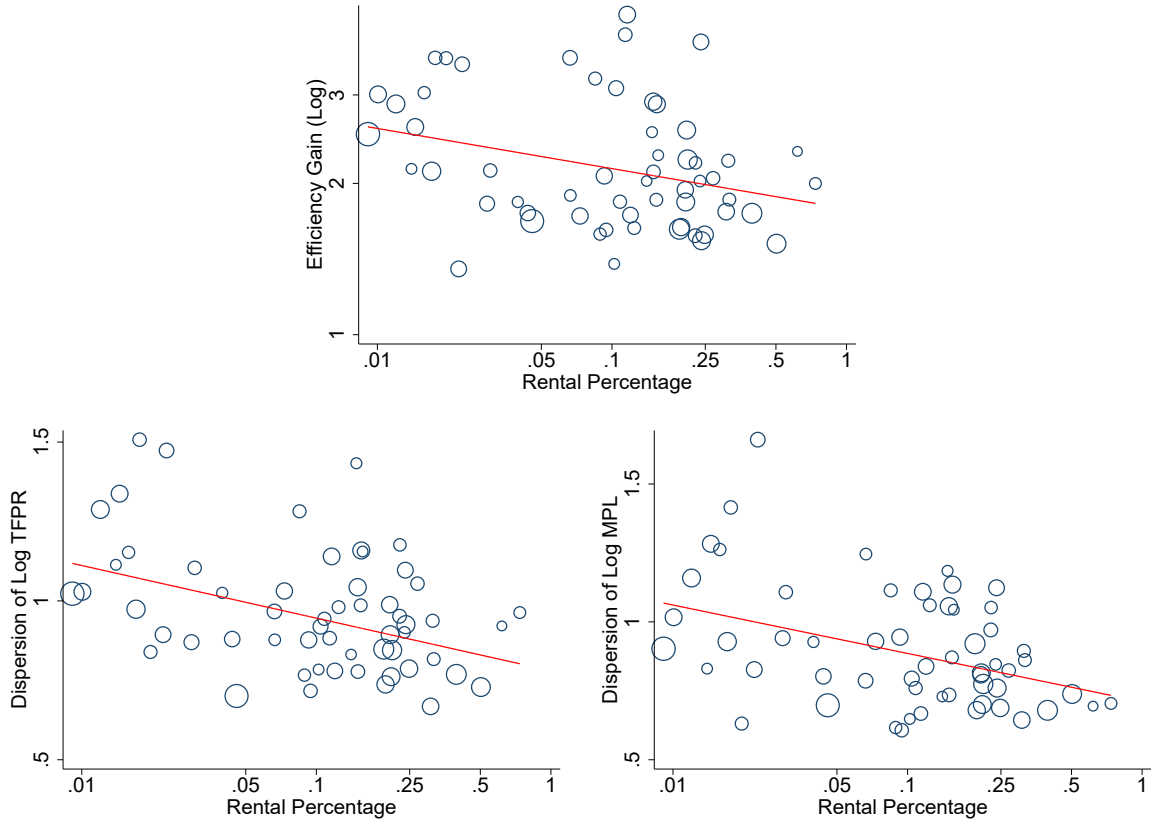 Efficiency Gain (Log)
3
2
1
.01 .05 .1 .25 .5 1
Rental Percentage
Dispersion of Log TFPR
1.5
1
.5
.01 .05 .1 .25 .5 1
Rental Percentage
Dispersion of Log MPL
1.5
1
.5
.01 .05 .1 .25 .5 1
Rental Percentage